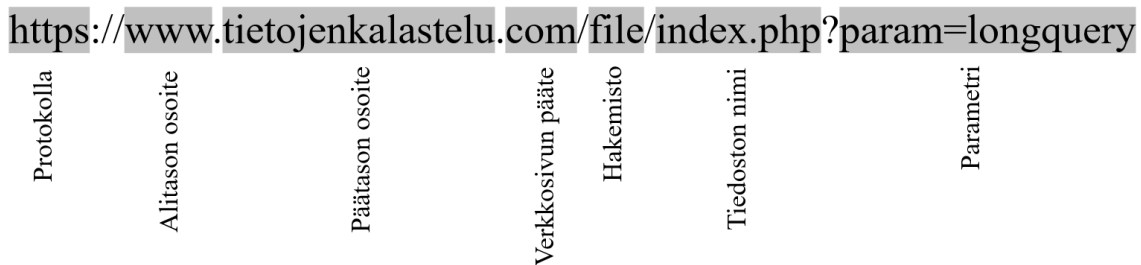 https://www.tietojenkalastelu.com/file/index.php?param=longquery
Protokolla
Alitason osoite
Päätason osoite
Verkkosivun pääte
Hakemisto
Tiedoston nimi
Parametri